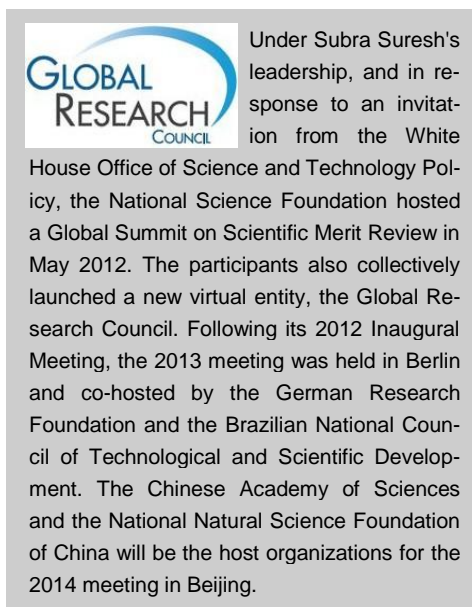 GLOBAL
RESEARCH
COUNCIL
Under Subra Suresh's
leadership, and in re-
sponse to an invitat-
ion from the White
House Office of Science and Technology Pol-
icy, the National Science Foundation hosted
a Global Summit on Scientific Merit Review in
May 2012. The participants also collectively
launched a new virtual entity, the Global Re-
search Council. Following its 2012 Inaugural
Meeting, the 2013 meeting was held in Berlin
and co-hosted by the German Research
Foundation and the Brazilian National Coun-
cil of Technological and Scientific Develop-
ment. The Chinese Academy of Sciences
and the National Natural Science Foundation
of China will be the host organizations for the
2014 meeting in Beijing.